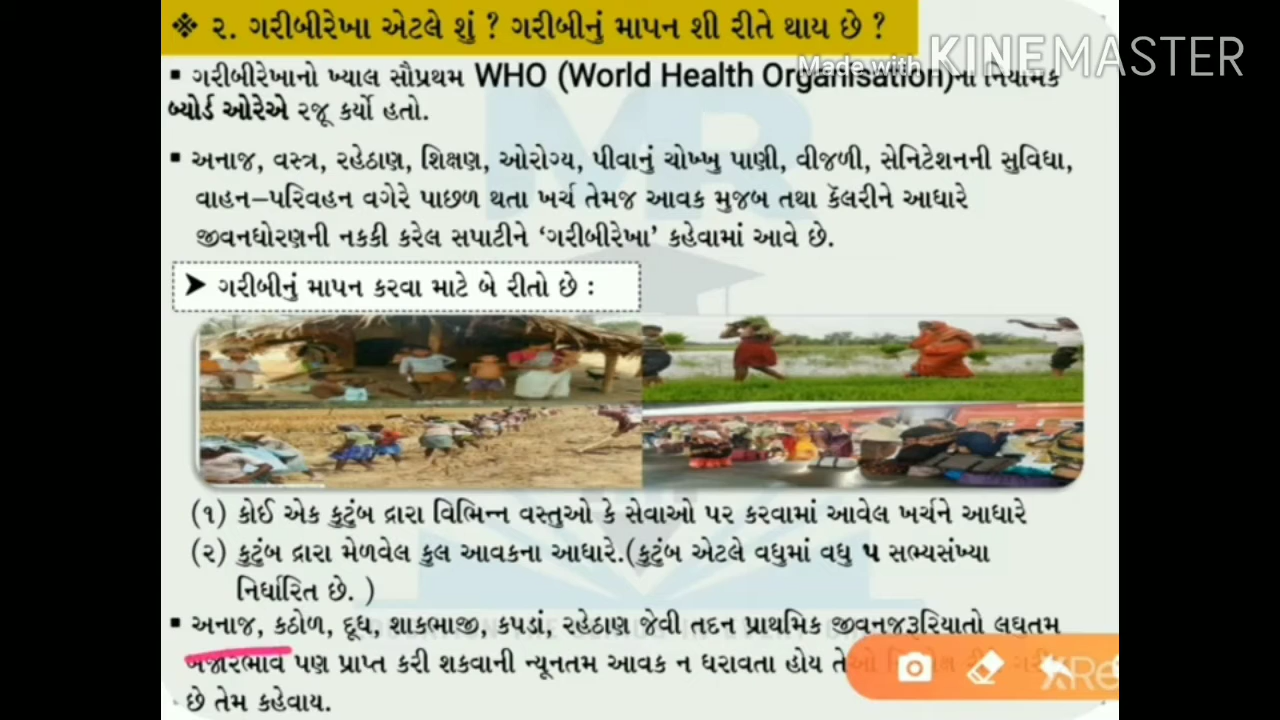 ❖ ૨. ગરીબીરેખા એટલે શું ? ગરીબીનું માપન શી રીતે થાય છે ?
Made with KINEMASTER
▪ ગરીબીરેખાનો ખ્યાલ સૌપ્રથમ WHO (World Health Organisation)ના નિયામક
બ્યોર્ડ ઓરેએ રજૂ કર્યો હતો.
▪ અનાજ, વસ્ત્ર, રહેઠાણ, શિક્ષણ, ઓરોગ્ય, પીવાનું ચોખ્ખુ પાણી, વીજળી, સેનિટેશનની સુવિધા,
વાહન–પરિવહન વગેરે પાછળ થતા ખર્ચ તેમજ આવક મુજબ તથા કૅલરીને આધારે
જીવનધોરણની નકકી કરેલ સપાટીને ‘ગરીબીરેખા’ કહેવામાં આવે છે.
➤ ગરીબીનું માપન કરવા માટે બે રીતો છે :
(૧) કોઈ એક કુટુંબ દ્રારા વિભિન્ન વસ્તુઓ કે સેવાઓ પર કરવામાં આવેલ ખર્ચને આધારે
(૨) કુટુંબ દ્રારા મેળવેલ કુલ આવકના આધારે.(કુટુંબ એટલે વધુમાં વધુ ૫ સભ્યસંખ્યા
નિર્ધારિત છે. )
▪ અનાજ, કઠોળ, દૂધ, શાકભાજી, કપડાં, રહેઠાણ જેવી તદન પ્રાથમિક જીવનજરૂરિયાતો લઘતમ
બજારભાવે પણ પ્રાપ્ત કરી શકવાની ન્યૂનતમ આવક ન ધરાવતા હોય તેઓ
છે તેમ કહેવાય.